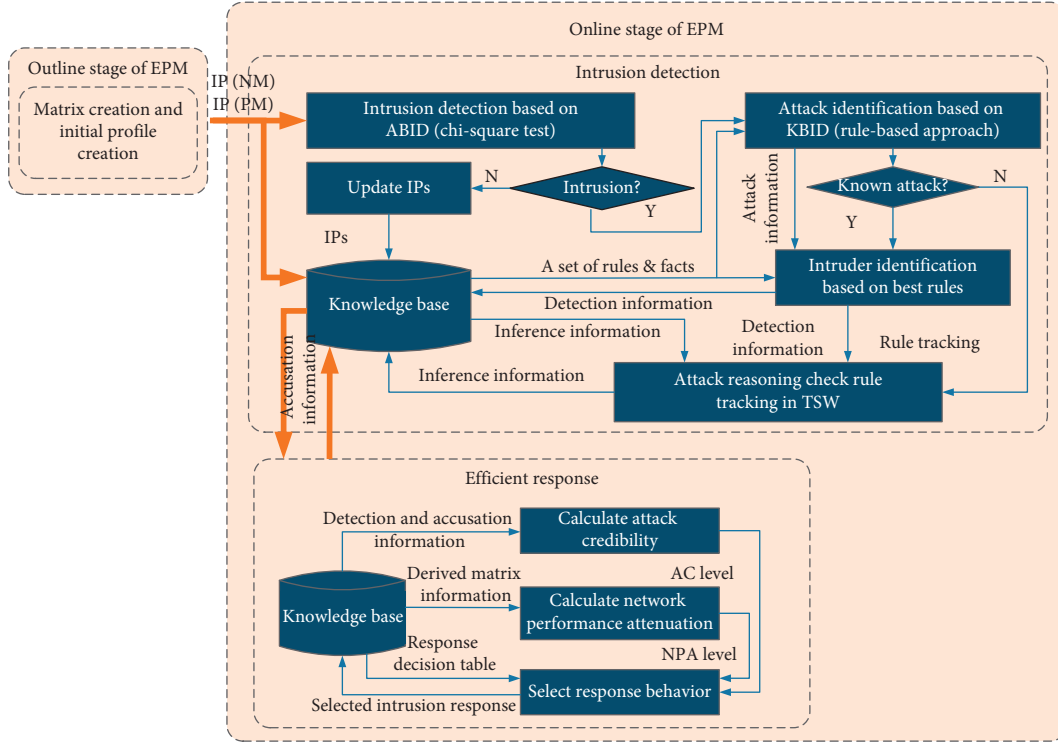 Online stage of EPM
Outline stage of EPM
Matrix creation and
initial profile
creation
IP (NM)
IP (PM)
Intrusion detection
Intrusion detection based on
ABID (chi-square test)
Attack identification based on
KBID (rule-based approach)
Update IPs
N
Intrusion?
Y
Attack
information
Known attack?
N
Y
IPs
Knowledge base
A set of rules & facts
Intruder identification
based on best rules
Detection information
Inference information
Detection
information
Rule tracking
Inference information
Attack reasoning check rule
tracking in TSW
Accusation
information
Efficient response
Detection and accusation
information
Calculate attack
credibility
AC level
Knowledge base
Derived matrix
information
Calculate network
performance attenuation
NPA level
Response
decision table
Select response behavior
Selected intrusion response